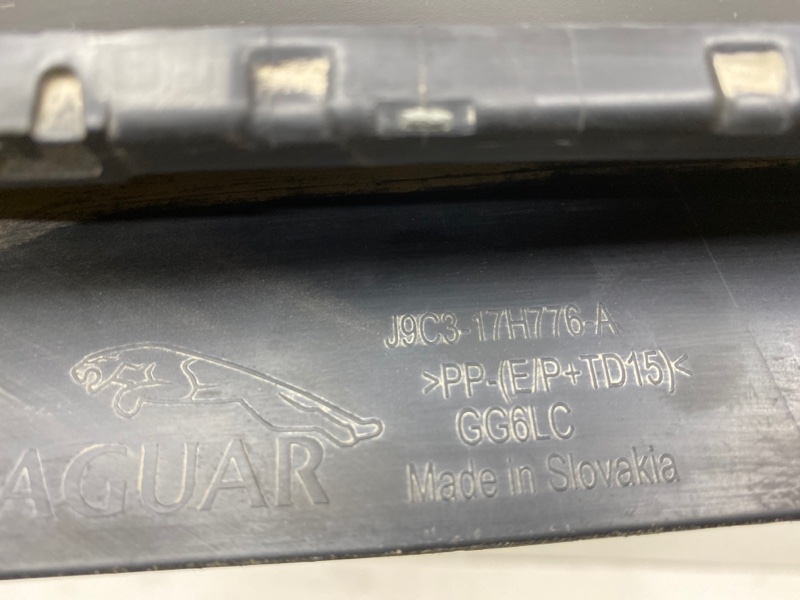 J9C3-17H776-A
>PP-(E/P+TD15)<
GG6LC
Made in Slovakia
AGUAR